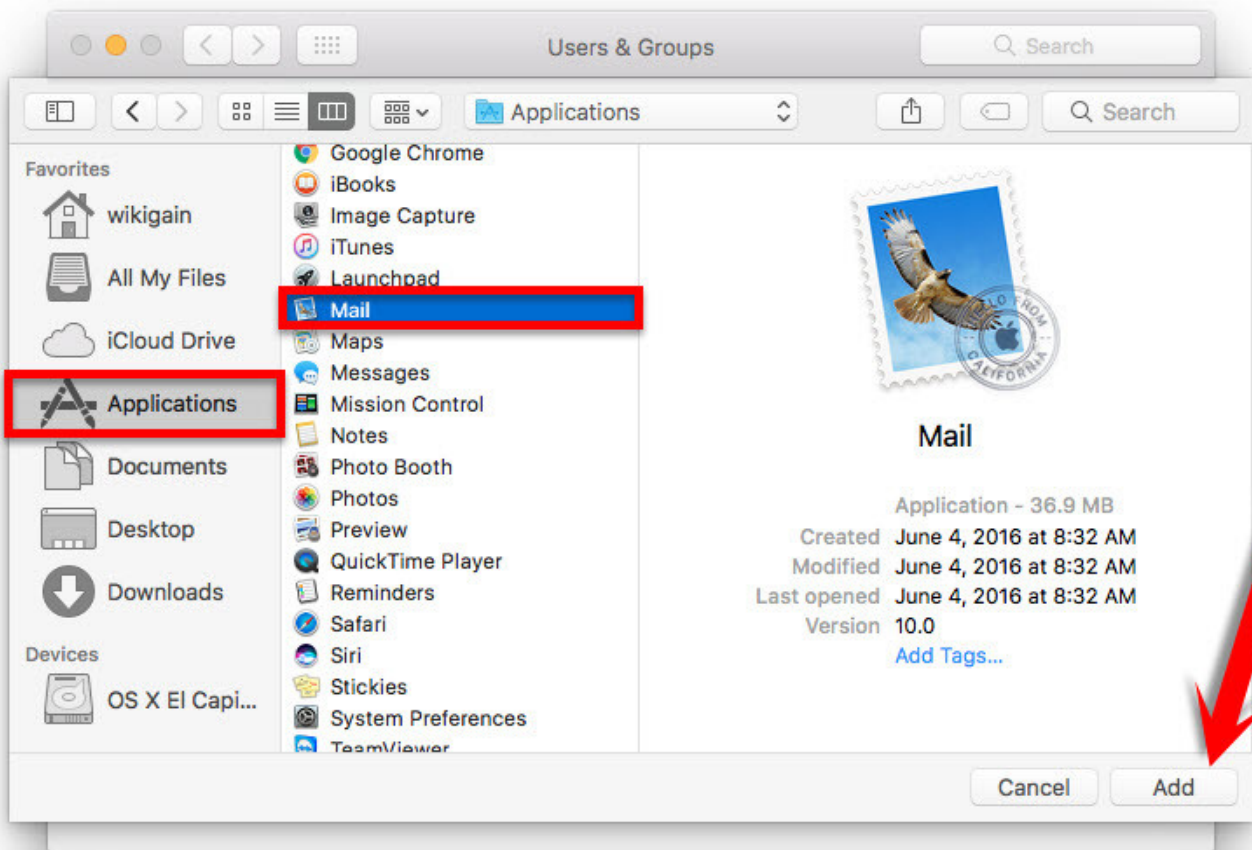 Users & Groups
Search
Applications
Search
Favorites
wikigain
All My Files
iCloud Drive
Applications
Documents
Desktop
Downloads
Devices
OS X El Capi...
Google Chrome
iBooks
Image Capture
iTunes
Launchpad
Mail
Maps
Messages
Mission Control
Notes
Photo Booth
Photos
Preview
QuickTime Player
Reminders
Safari
Siri
Stickies
System Preferences
TeamViewer
HELLO FROM
CALIFORNIA
Mail
Application - 36.9 MB
Created June 4, 2016 at 8:32 AM
Modified June 4, 2016 at 8:32 AM
Last opened June 4, 2016 at 8:32 AM
Version 10.0
Add Tags...
Cancel
Add